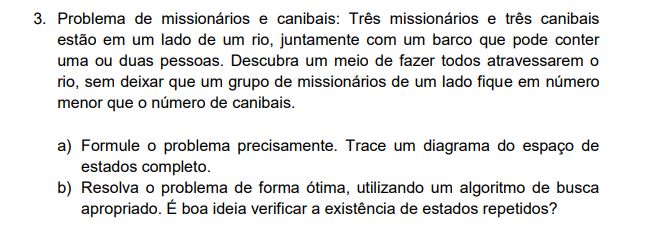 3. Problema de missionários e canibais: Três missionários e três canibais
estão em um lado de um rio, juntamente com um barco que pode conter
uma ou duas pessoas. Descubra um meio de fazer todos atravessarem o
rio, sem deixar que um grupo de missionários de um lado fique em número
menor que o número de canibais.
a) Formule o problema precisamente. Trace um diagrama do espaço de
estados completo.
b) Resolva o problema de forma ótima, utilizando um algoritmo de busca
apropriado. É boa ideia verificar a existência de estados repetidos?